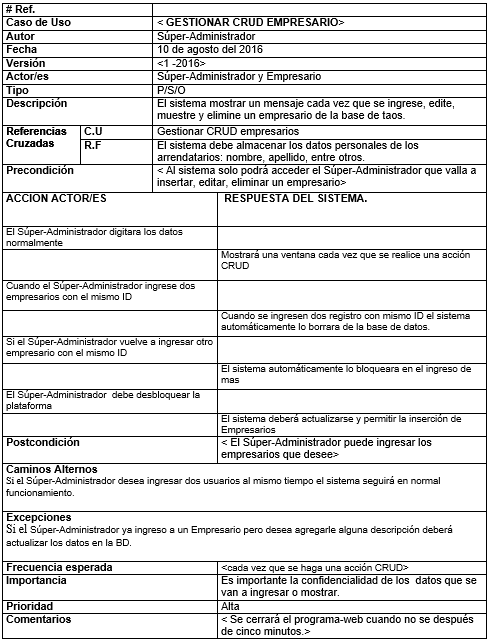 # Ref.
Caso de Uso < GESTIONAR CRUD EMPRESARIO>
Autor Súper-Administrador
Fecha 10 de agosto del 2016
Versión <1 -2016>
Actor/es Súper-Administrador y Empresario
Tipo P/S/O
Descripción El sistema mostrar un mensaje cada vez que se ingrese, edite,
muestre y elimine un empresario de la base de taos.
Referencias Cruzadas C.U Gestionar CRUD empresarios
R.F El sistema debe almacenar los datos personales de los
arrendatarios: nombre, apellido, entre otros.
Precondición < Al sistema solo podrá acceder el Súper-Administrador que valla a
insertar, editar, eliminar un empresario>
ACCION ACTOR/ES RESPUESTA DEL SISTEMA.
El Súper-Administrador digitara los datos
normalmente
Mostrará una ventana cada vez que se realice una acción
CRUD
Cuando el Súper-Administrador ingrese dos
empresarios con el mismo ID
Cuando se ingresen dos registro con mismo ID el sistema
automáticamente lo borrara de la base de datos.
Si el Súper-Administrador vuelve a ingresar otro
empresario con el mismo ID
El sistema automáticamente lo bloqueara en el ingreso de
mas
El Súper-Administrador debe desbloquear la
plataforma
El sistema deberá actualizarse y permitir la inserción de
Empresarios
Postcondición < El Súper-Administrador puede ingresar los
empresarios que desee>
Caminos Alternos
Si el Súper-Administrador desea ingresar dos usuarios al mismo tiempo el sistema seguirá en normal
funcionamiento.
Excepciones
Si el Súper-Administrador ya ingreso a un Empresario pero desea agregarle alguna descripción deberá
actualizar los datos en la BD.
Frecuencia esperada <cada vez que se haga una acción CRUD>
Importancia Es importante la confidencialidad de los datos que se
van a ingresar o mostrar.
Prioridad Alta
Comentarios < Se cerrará el programa-web cuando no se después
de cinco minutos.>